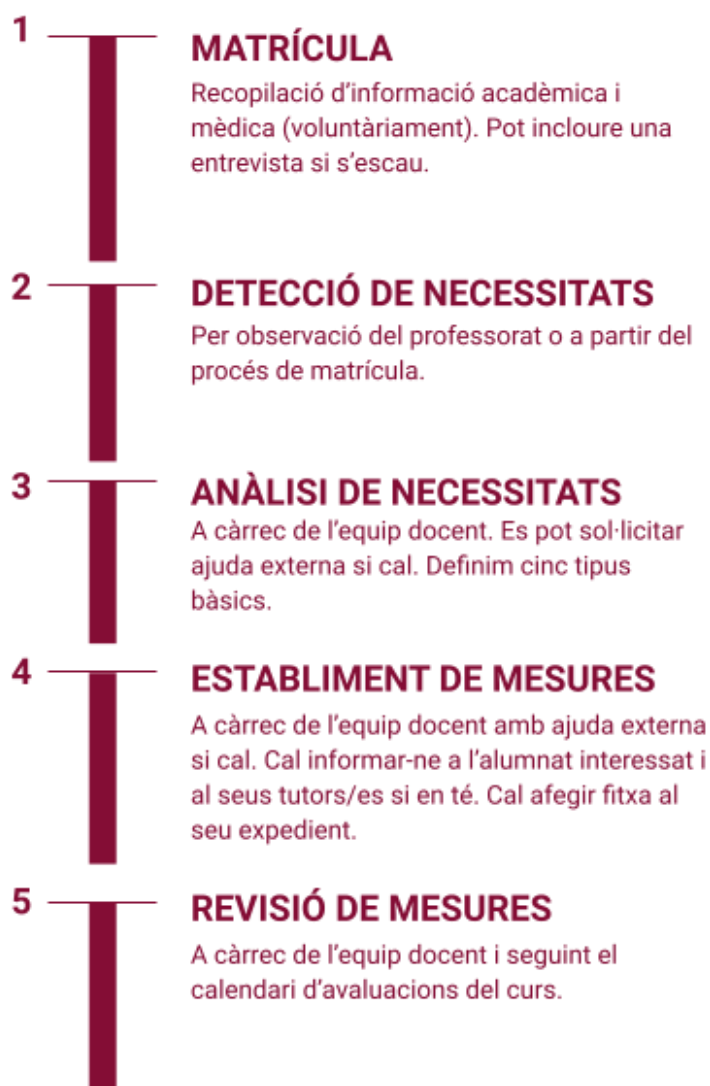 1
MATRÍCULA
Recopilació d'informació acadèmica i
mèdica (voluntàriament). Pot incloure una
entrevista si s'escau.
2
DETECCIÓ DE NECESSITATS
Per observació del professorat o a partir del
procés de matrícula.
3
ANÀLISI DE NECESSITATS
A càrrec de l'equip docent. Es pot sol·licitar
ajuda externa si cal. Definim cinc tipus
bàsics.
4
ESTABLIMENT DE MESURES
A càrrec de l'equip docent amb ajuda externa
si cal. Cal informar-ne a l'alumnat interessat i
al seus tutors/es si en té. Cal afegir fitxa al
seu expedient.
5
REVISIÓ DE MESURES
A càrrec de l'equip docent i seguint el
calendari d'avaluacions del curs.